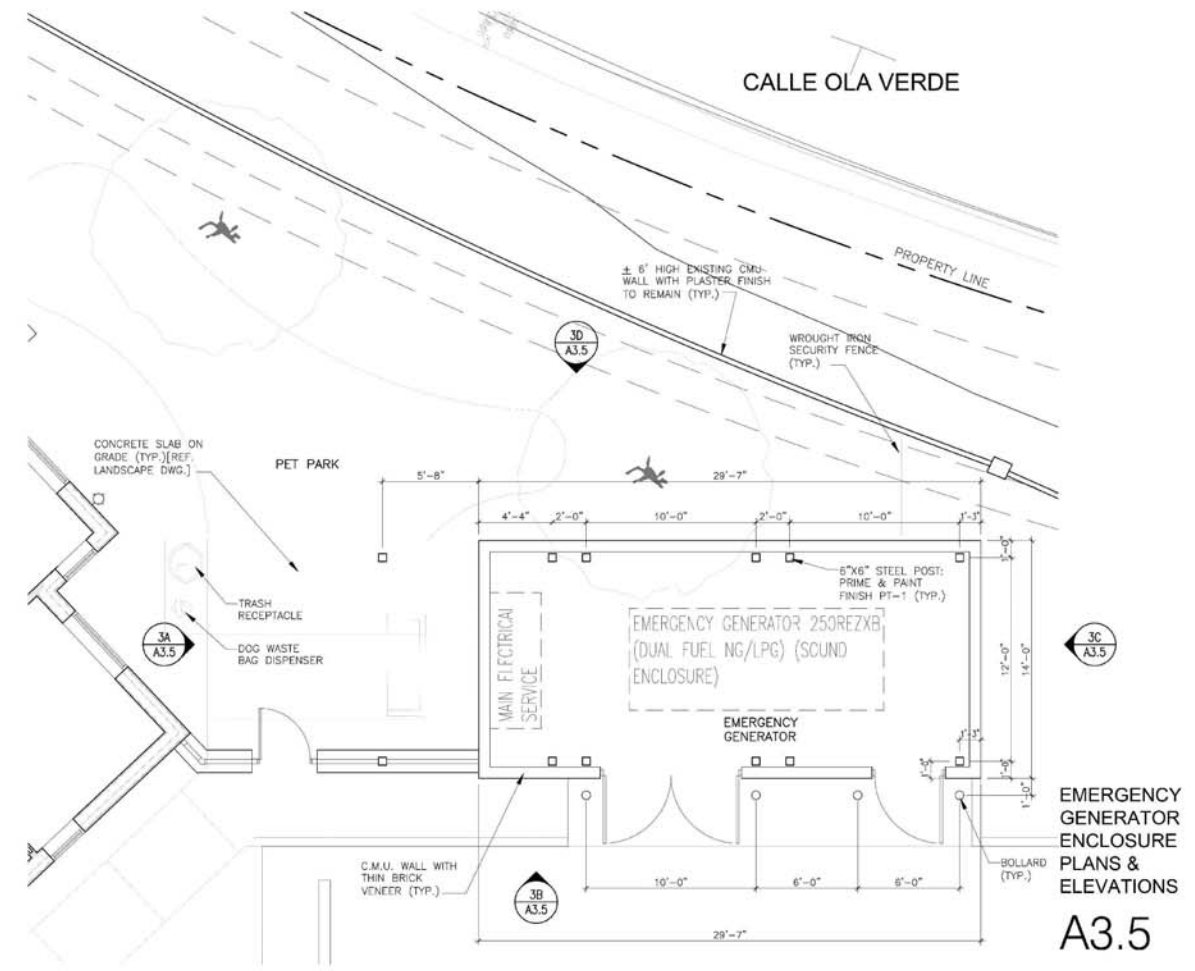 CALLE OLA VERDE
PROPERTY LINE
± 6' HIGH EXISTING CMU
WALL WITH PLASTER FINISH
TO REMAIN (TYP.)
WROUGHT IRON
SECURITY FENCE
(TYP.)
3D
A3.5
CONCRETE SLAB ON
GRADE (TYP.)[REF.
LANDSCAPE DWG.]
PET PARK
5'-8"
29'-7"
4'-4"
2'-0"
10'-0"
2'-0"
10'-0"
1'-3"
1'-0"
6"X6" STEEL POST:
PRIME & PAINT
FINISH PT-1 (TYP.)
TRASH
RECEPTACLE
DOG WASTE
BAG DISPENSER
3A
A3.5
MAIN ELECTRICAL
SERVICE
EMERGENCY GENERATOR 250REZXB
(DUAL FUEL NG/LPG) (SOUND
ENCLOSURE)
EMERGENCY
GENERATOR
12'-0"
14'-0"
3C
A3.5
1'-3"
1'-0"
1'-0"
1'-0"
C.M.U. WALL WITH
THIN BRICK
VENEER (TYP.)
3B
A3.5
10'-0"
6'-0"
6'-0"
BOLLARD
(TYP.)
29'-7"
EMERGENCY
GENERATOR
ENCLOSURE
PLANS &
ELEVATIONS
A3.5